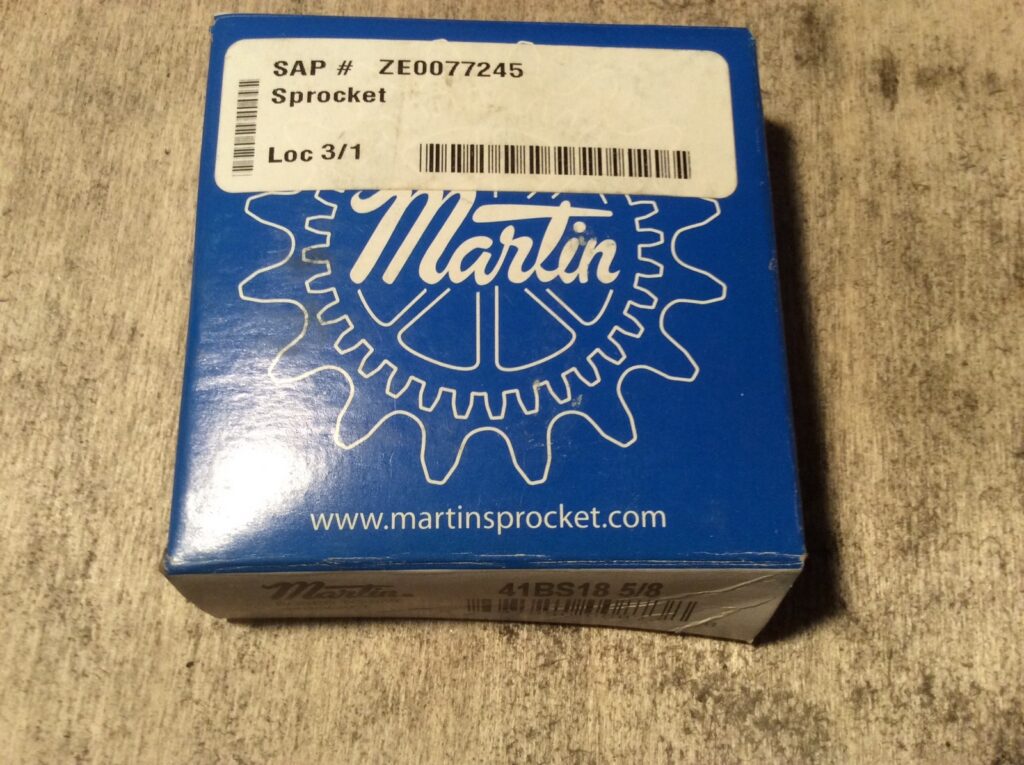 SAP # ZE0077245
Sprocket
Loc 3/1
Martin
www.martinsprocket.com
Martin
41BS18 5/8